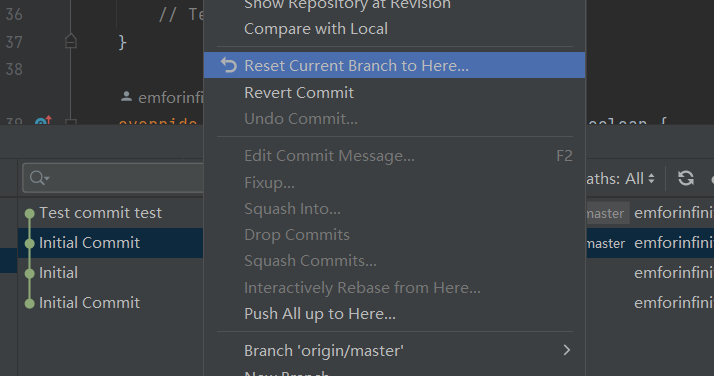 36 // Te
Show Repository at Revision
37 }
Compare with Local
38
Reset Current Branch to Here...
emforinfi
Revert Commit
39 override
boolean {
Undo Commit...
Edit Commit Message... F2
Fixup...
aths: All
Squash Into...
Test commit test
master emforinfini
Drop Commits
Initial Commit
master emforinfini
Squash Commits...
Initial
emforinfini
Interactively Rebase from Here...
Initial Commit
emforinfini
Push All up to Here...
Branch 'origin/master'
New Branch